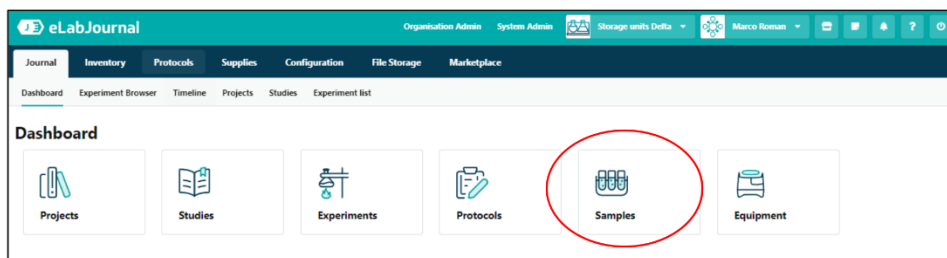 eLabJournal Organisation Admin System Admin Storage units Delta Marco Roman ?
Journal Inventory Protocols Supplies Configuration File Storage Marketplace
Dashboard Experiment Browser Timeline Projects Studies Experiment list
Dashboard
Projects Studies Experiments Protocols Samples Equipment